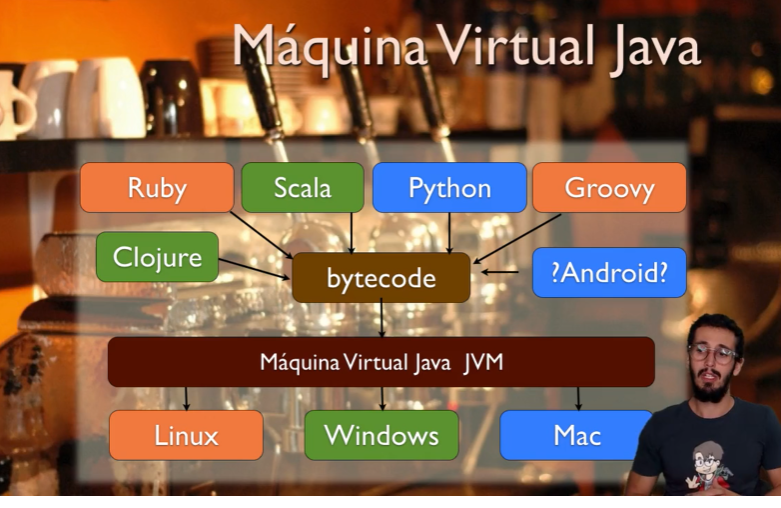 Máquina Virtual Java
Ruby
Scala
Python
Groovy
Clojure
bytecode
?Android?
Máquina Virtual Java JVM
Linux
Windows
Mac